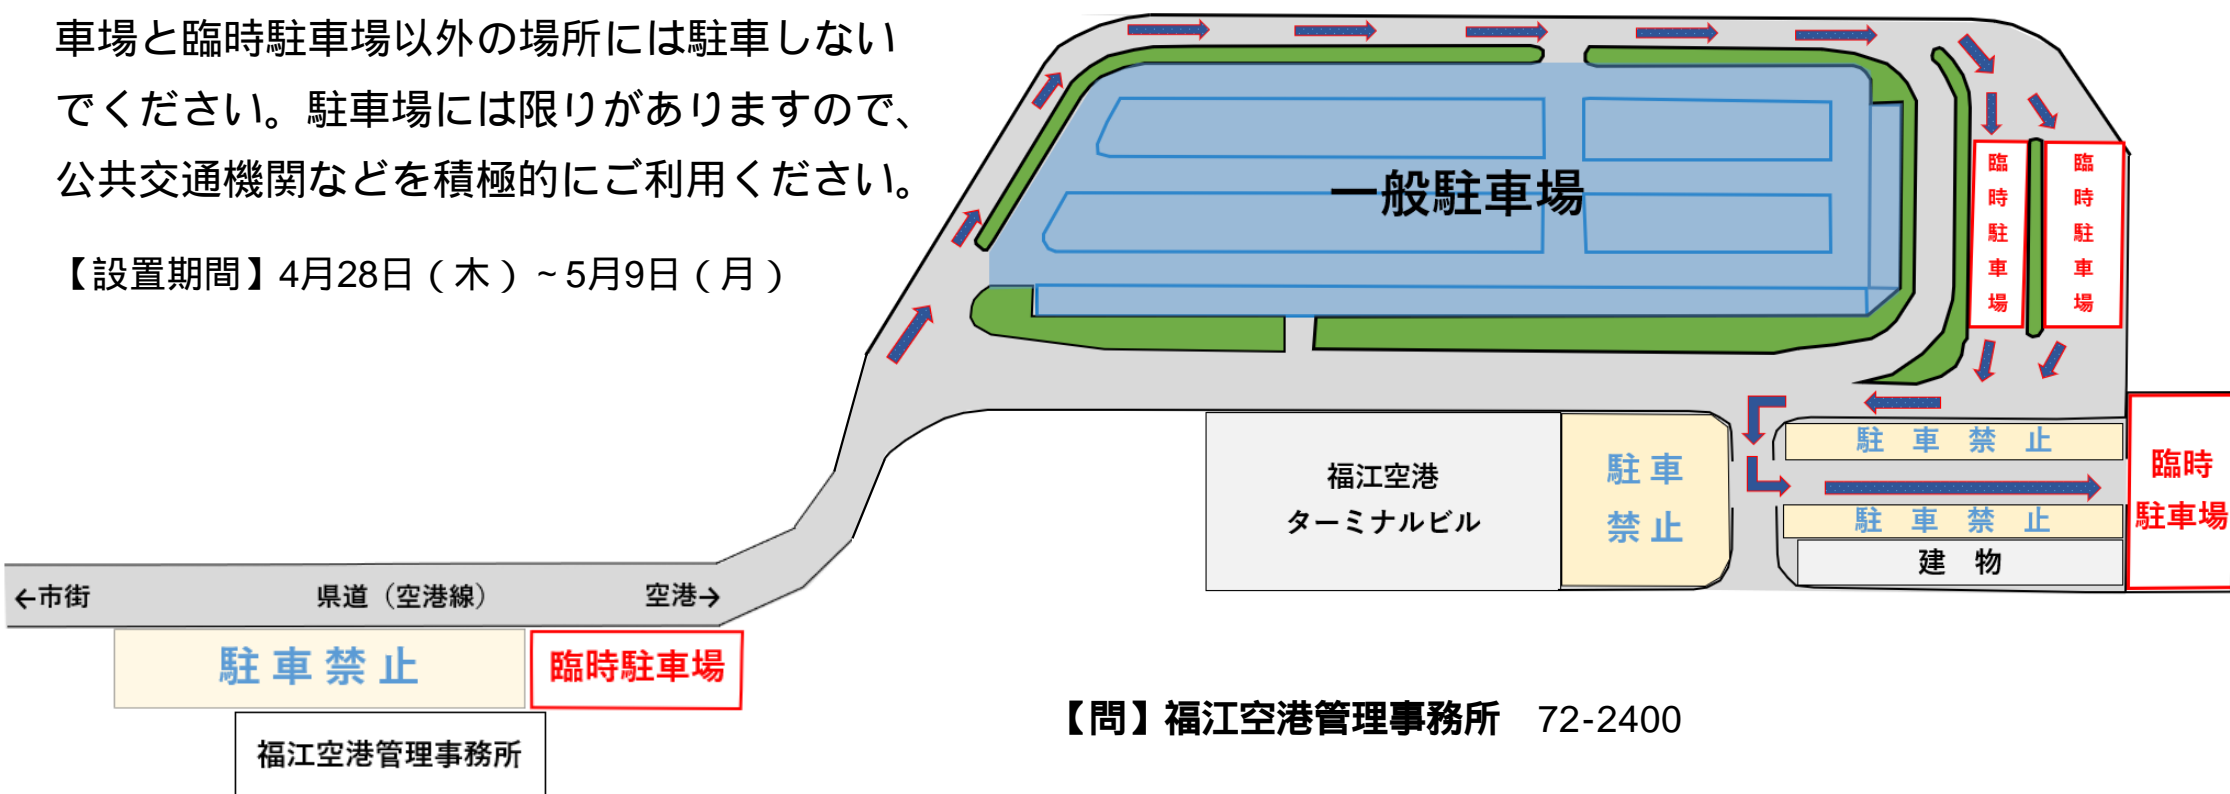 車場と臨時駐車場以外の場所には駐車しない
でください。駐車場には限りがありますので、
公共交通機関などを積極的にご利用ください。
【設置期間】4月28日（木）~5月9日（月）
一般駐車場
臨時駐車場
臨時駐車場
福江空港
ターミナルビル
駐車
禁止
駐車禁止
駐車禁止
建物
臨時
駐車場
←市街
県道（空港線）
空港→
駐車禁止
臨時駐車場
福江空港管理事務所
【問】福江空港管理事務所　72-2400